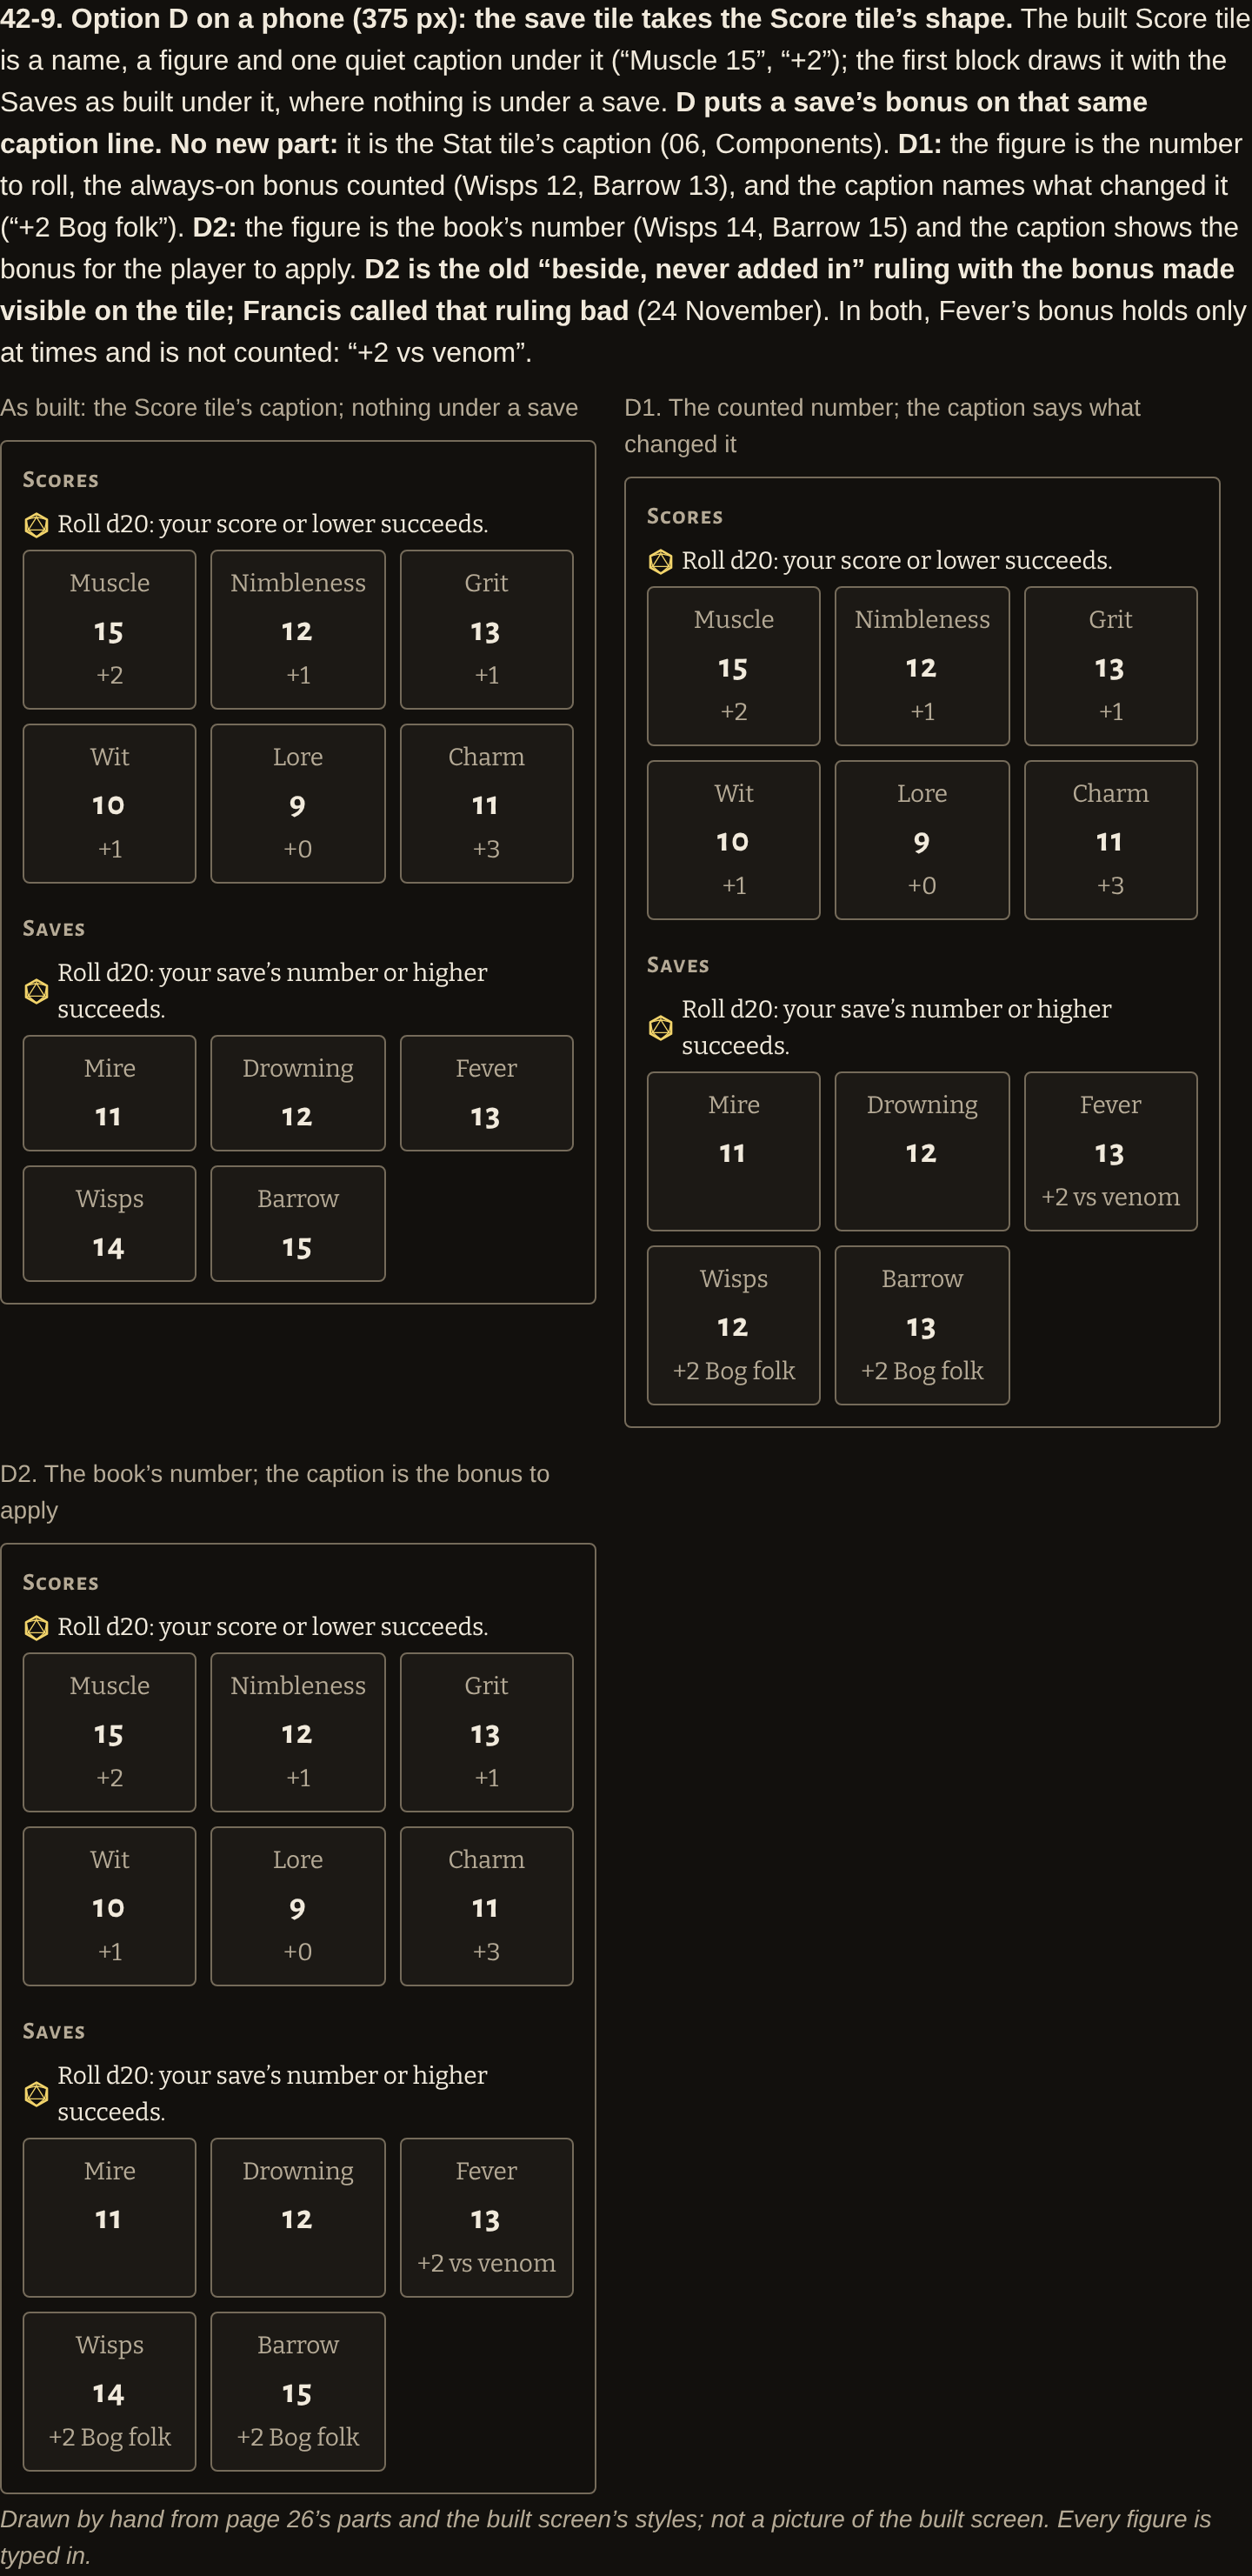 42-9. Option D on a phone (375 px): the save tile takes the Score tile’s shape. The built Score tile
is a name, a figure and one quiet caption under it (“Muscle 15”, “+2”); the first block draws it with the
Saves as built under it, where nothing is under a save. D puts a save’s bonus on that same
caption line. No new part: it is the Stat tile’s caption (06, Components). D1: the figure is the number
to roll, the always-on bonus counted (Wisps 12, Barrow 13), and the caption names what changed it
(“+2 Bog folk”). D2: the figure is the book’s number (Wisps 14, Barrow 15) and the caption shows the
bonus for the player to apply. D2 is the old “beside, never added in” ruling with the bonus made
visible on the tile; Francis called that ruling bad (24 November). In both, Fever’s bonus holds only
at times and is not counted: “+2 vs venom”.
As built: the Score tile’s caption; nothing under a save
Scores
Roll d20: your score or lower succeeds.
Muscle Nimbleness Grit
15 12 13
+2 +1 +1
Wit Lore Charm
10 9 11
+1 +0 +3
Saves
Roll d20: your save’s number or higher
succeeds.
Mire Drowning Fever
11 12 13
Wisps Barrow
14 15
D1. The counted number; the caption says what
changed it
Scores
Roll d20: your score or lower succeeds.
Muscle Nimbleness Grit
15 12 13
+2 +1 +1
Wit Lore Charm
10 9 11
+1 +0 +3
Saves
Roll d20: your save’s number or higher
succeeds.
Mire Drowning Fever
11 12 13
+2 vs venom
Wisps Barrow
12 13
+2 Bog folk +2 Bog folk
D2. The book’s number; the caption is the bonus to
apply
Scores
Roll d20: your score or lower succeeds.
Muscle Nimbleness Grit
15 12 13
+2 +1 +1
Wit Lore Charm
10 9 11
+1 +0 +3
Saves
Roll d20: your save’s number or higher
succeeds.
Mire Drowning Fever
11 12 13
+2 vs venom
Wisps Barrow
14 15
+2 Bog folk +2 Bog folk
Drawn by hand from page 26’s parts and the built screen’s styles; not a picture of the built screen. Every figure is
typed in.